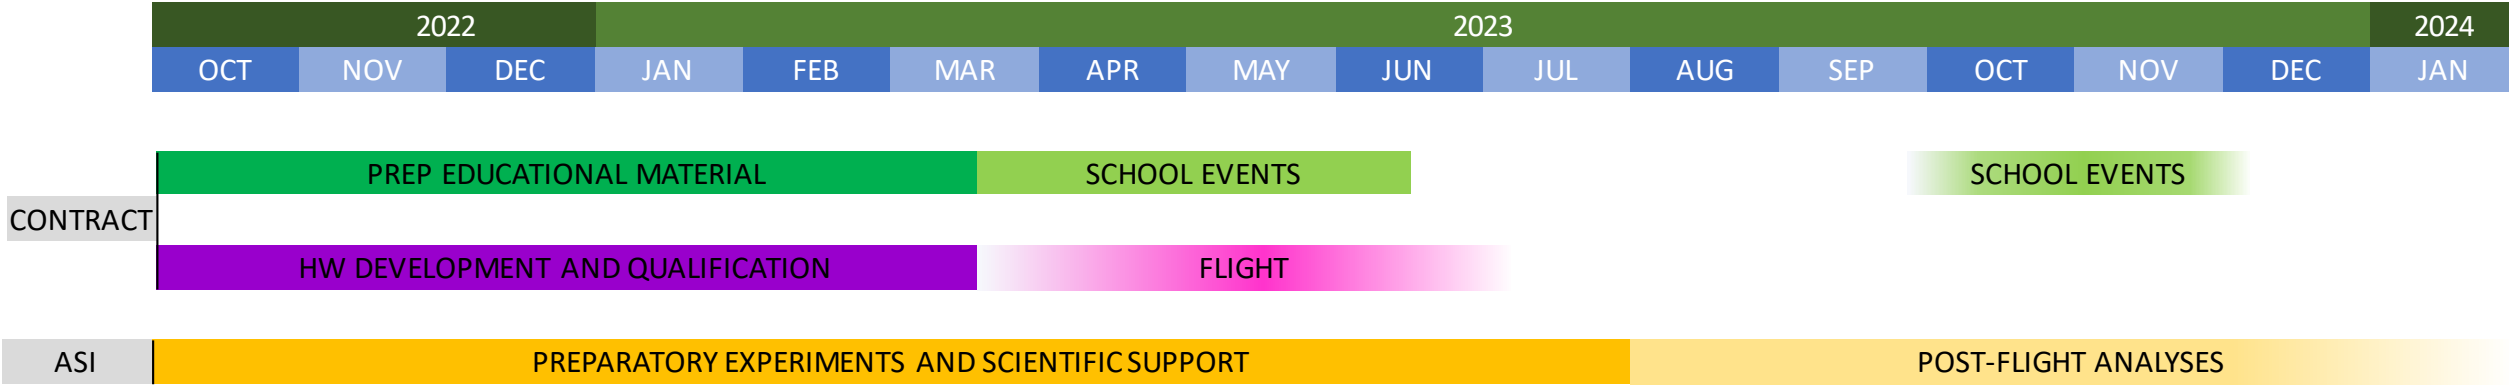 2022 2023 2024
OCT NOV DEC JAN FEB MAR APR MAY JUN JUL AUG SEP OCT NOV DEC JAN
PREP EDUCATIONAL MATERIAL SCHOOL EVENTS SCHOOL EVENTS
CONTRACT
HW DEVELOPMENT AND QUALIFICATION FLIGHT
ASI PREPARATORY EXPERIMENTS AND SCIENTIFIC SUPPORT POST-FLIGHT ANALYSES